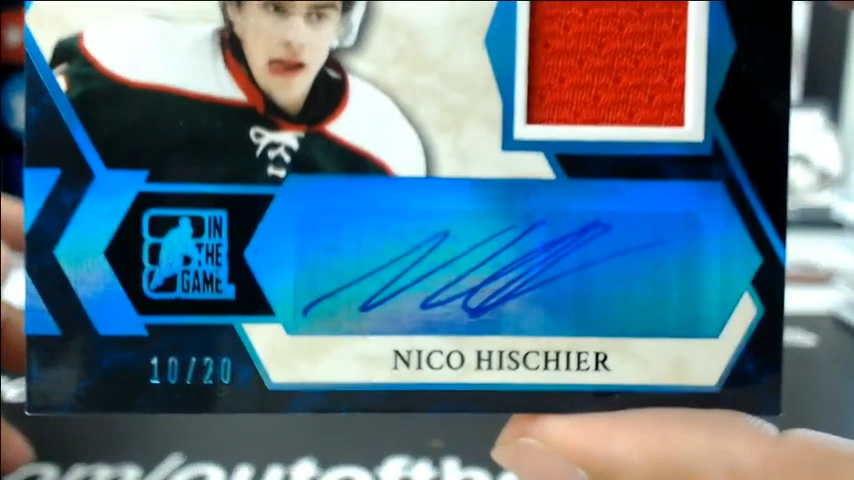 IN
THE
GAME
NICO HISCHIER
10/20